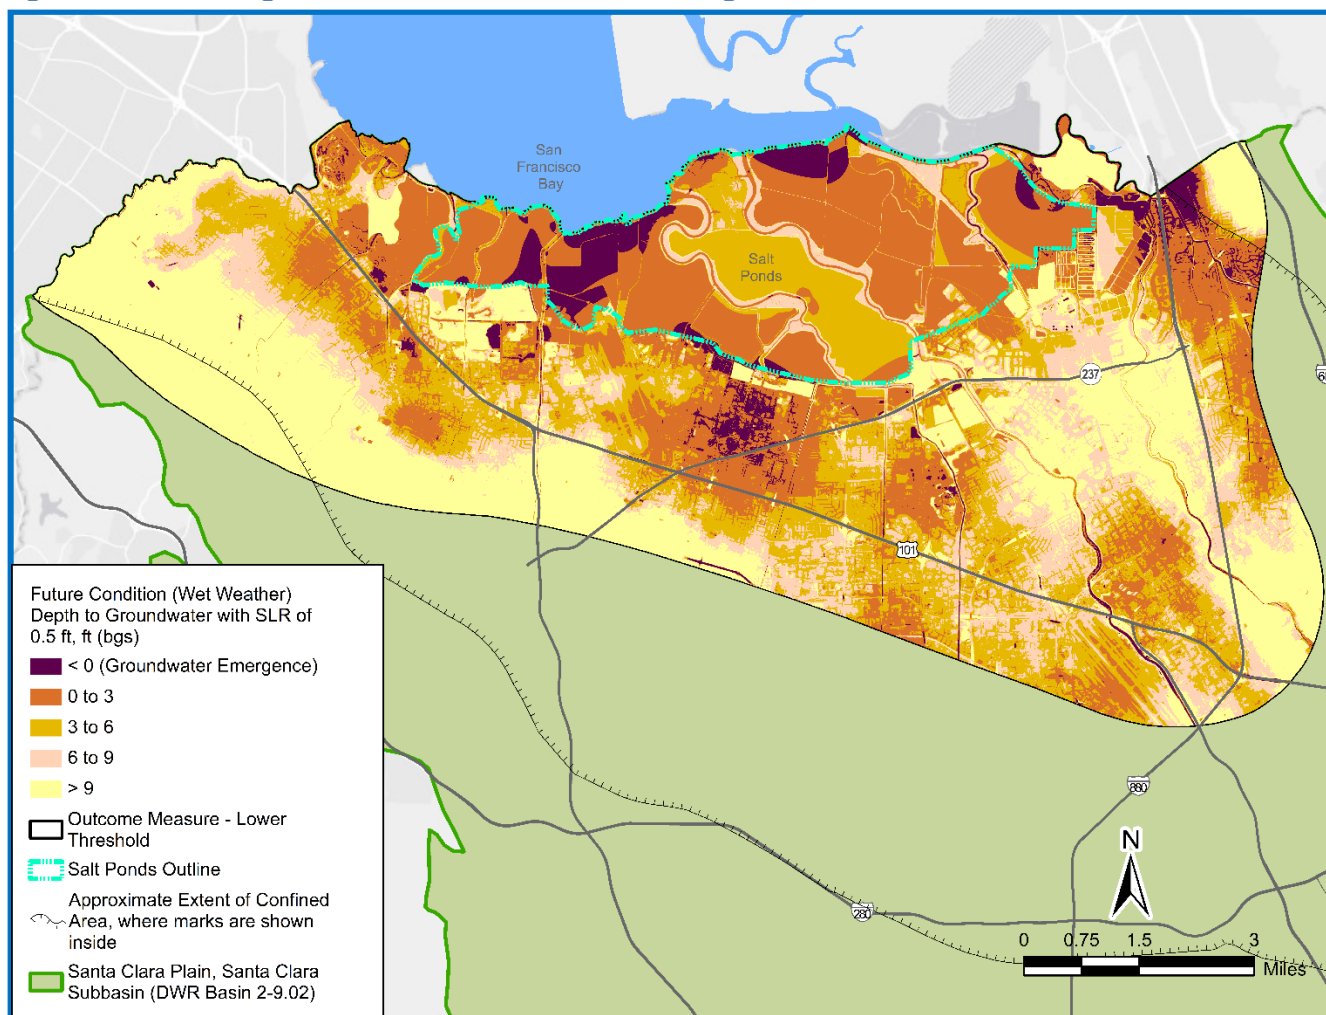 San
Francisco
Bay
Salt
Ponds
237
101
880
280
Future Condition (Wet Weather)
Depth to Groundwater with SLR of
0.5 ft, ft (bgs)
< 0 (Groundwater Emergence)
0 to 3
3 to 6
6 to 9
> 9
Outcome Measure - Lower
Threshold
Salt Ponds Outline
Approximate Extent of Confined
Area, where marks are shown
inside
Santa Clara Plain, Santa Clara
Subbasin (DWR Basin 2-9.02)
N
0 0.75 1.5 3
Miles